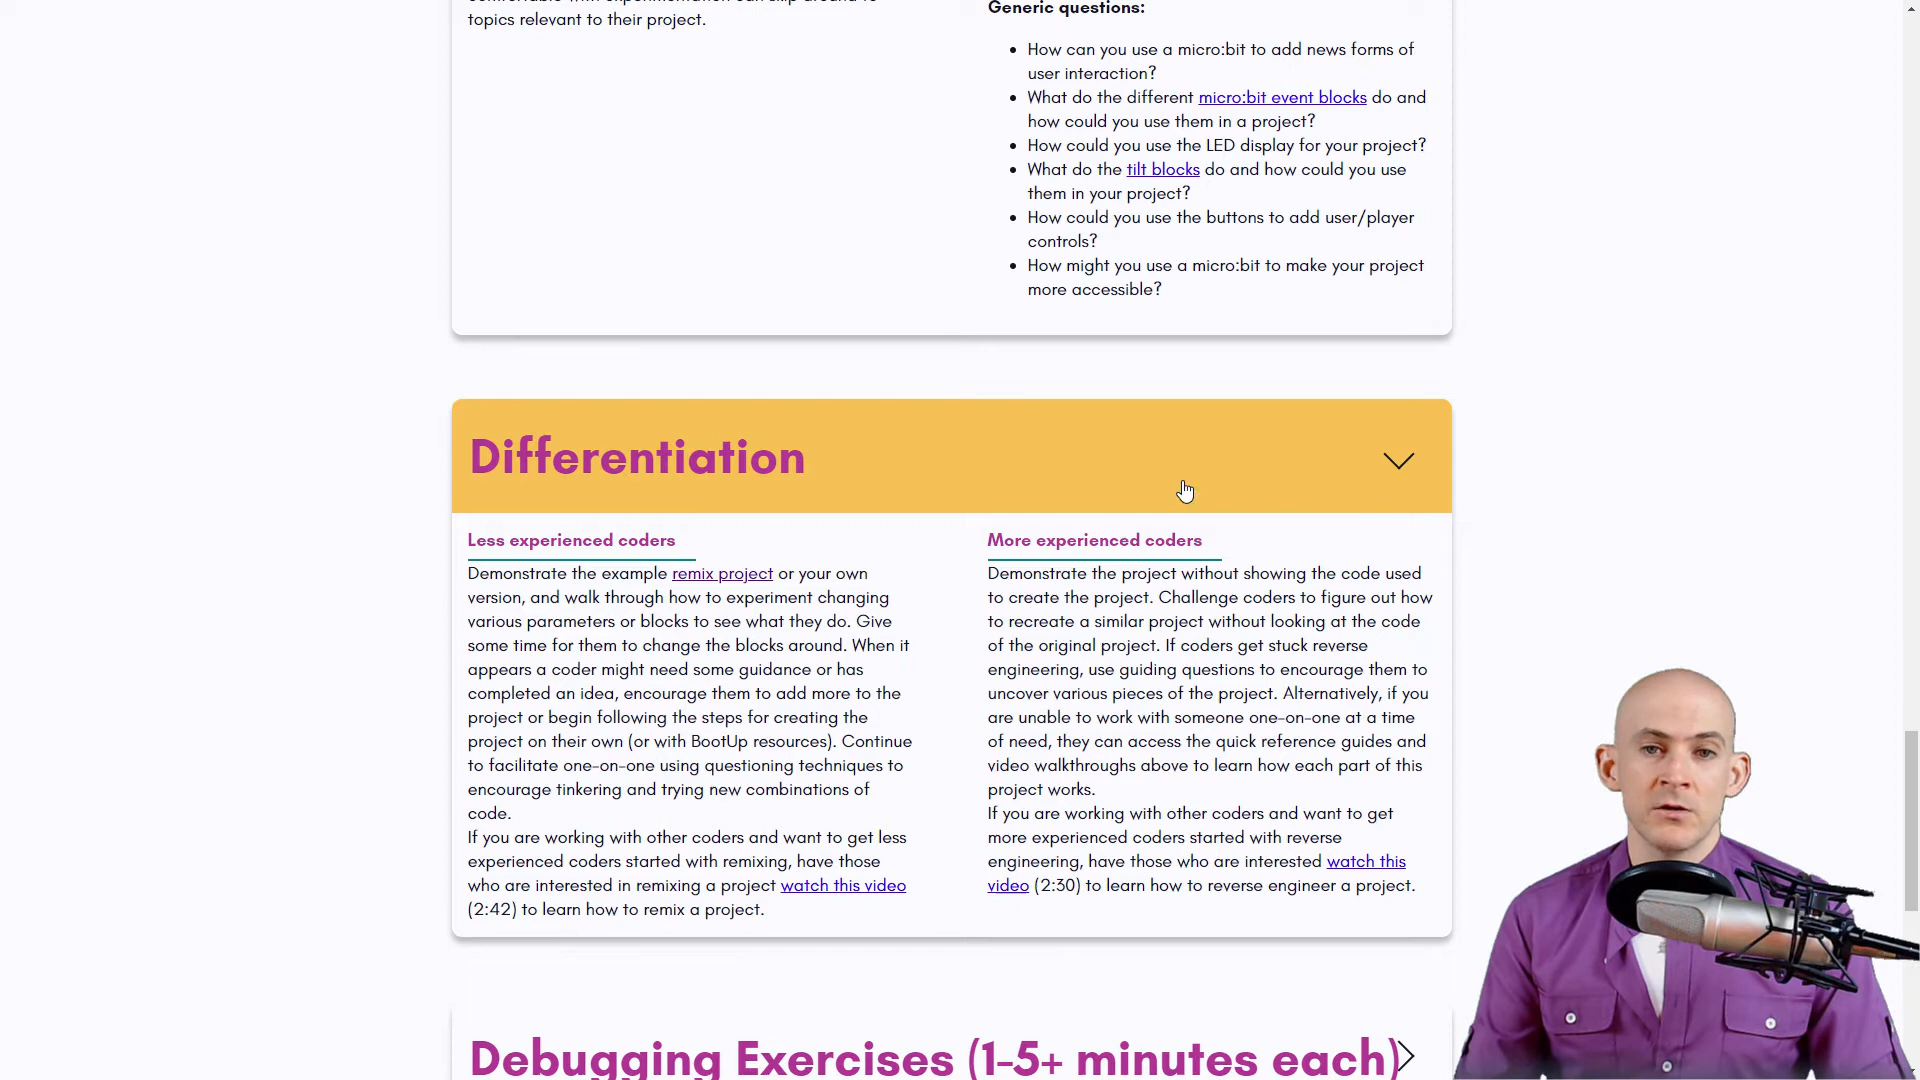 topics relevant to their project.
Generic questions:
• How can you use a micro:bit to add news forms of
user interaction?
• What do the different micro:bit event blocks do and
how could you use them in a project?
• How could you use the LED display for your project?
• What do the tilt blocks do and how could you use
them in your project?
• How could you use the buttons to add user/player
controls?
• How might you use a micro:bit to make your project
more accessible?
Differentiation
Less experienced coders
Demonstrate the example remix project or your own
version, and walk through how to experiment changing
various parameters or blocks to see what they do. Give
some time for them to change the blocks around. When it
appears a coder might need some guidance or has
completed an idea, encourage them to add more to the
project or begin following the steps for creating the
project on their own (or with BootUp resources). Continue
to facilitate one-on-one using questioning techniques to
encourage tinkering and trying new combinations of
code.
If you are working with other coders and want to get less
experienced coders started with remixing, have those
who are interested in remixing a project watch this video
(2:42) to learn how to remix a project.
More experienced coders
Demonstrate the project without showing the code used
to create the project. Challenge coders to figure out how
to recreate a similar project without looking at the code
of the original project. If coders get stuck reverse
engineering, use guiding questions to encourage them to
uncover various pieces of the project. Alternatively, if you
are unable to work with someone one-on-one at a time
of need, they can access the quick reference guides and
video walkthroughs above to learn how each part of this
project works.
If you are working with other coders and want to get
more experienced coders started with reverse
engineering, have those who are interested watch this
video (2:30) to learn how to reverse engineer a project.
Debugging Exercises (1-5+ minutes each)